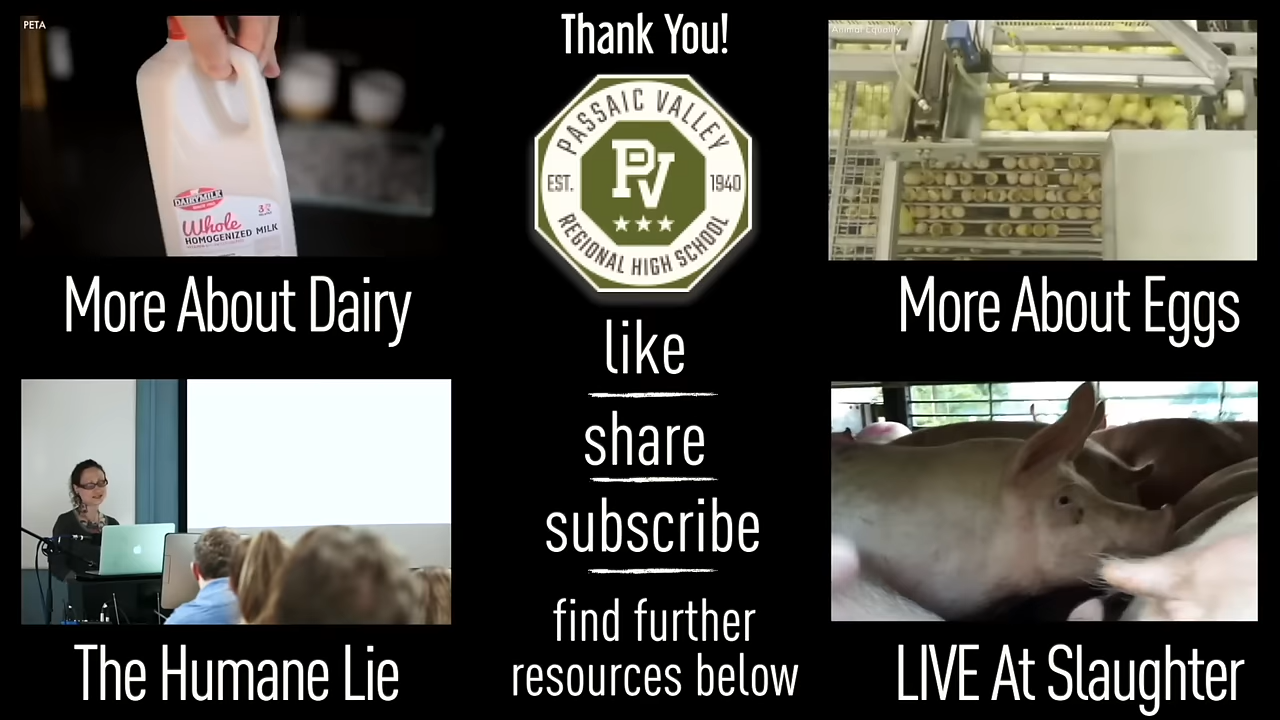 PETA
DAIRYMILK
Whole
HOMOGENIZED MILK
More About Dairy
The Humane Lie
Thank You!
PASSAIC VALLEY
EST.
PV
1940
REGIONAL HIGH SCHOOL
like
share
subscribe
find further
resources below
Animal Equality
More About Eggs
LIVE At Slaughter